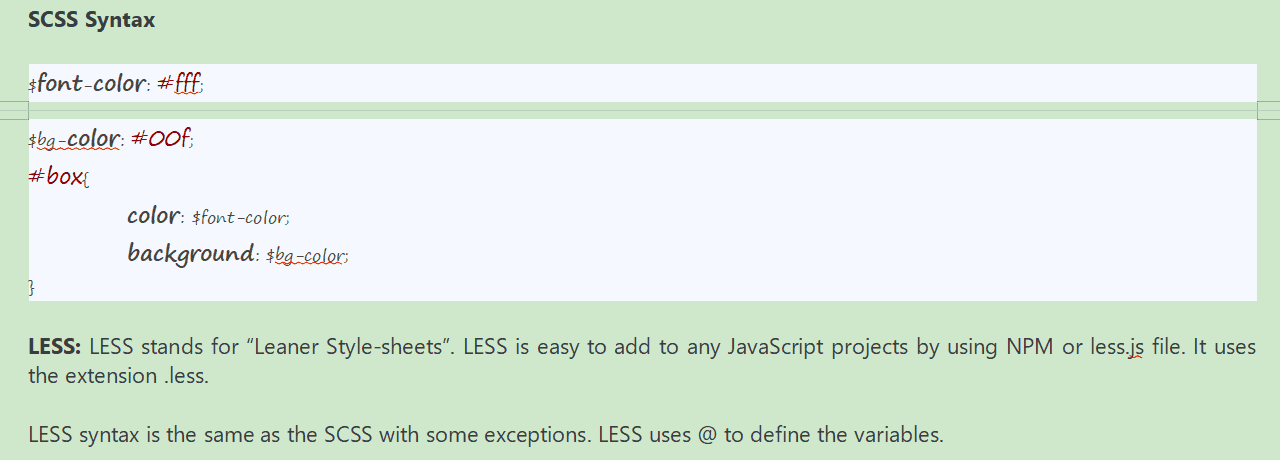 SCSS Syntax
$font-color: #fff;
$bg-color: #00f;
#box{
color: $font-color;
background: $bg-color;
}
LESS: LESS stands for “Leaner Style-sheets”. LESS is easy to add to any JavaScript projects by using NPM or less.js file. It uses
the extension .less.
LESS syntax is the same as the SCSS with some exceptions. LESS uses @ to define the variables.